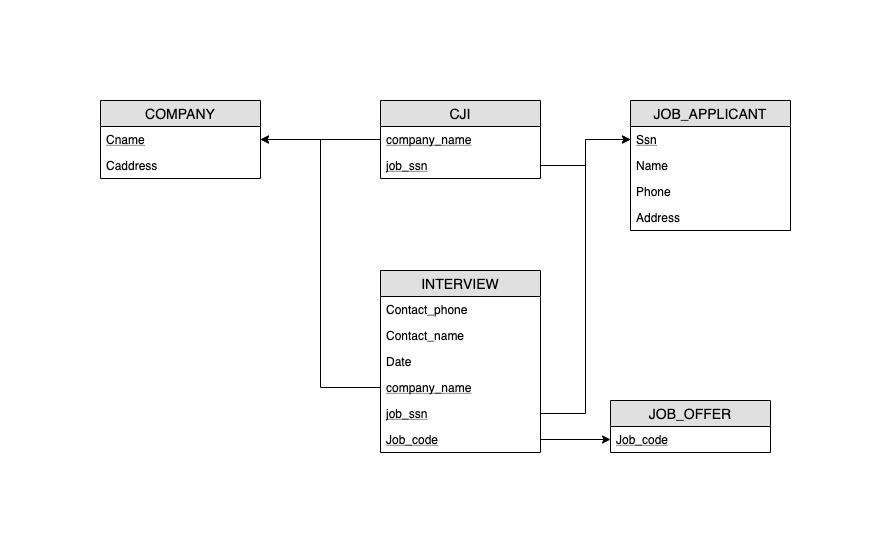 COMPANY
Cname
Caddress
CJI
company_name
job_ssn
JOB_APPLICANT
Ssn
Name
Phone
Address
INTERVIEW
Contact_phone
Contact_name
Date
company_name
job_ssn
Job_code
JOB_OFFER
Job_code